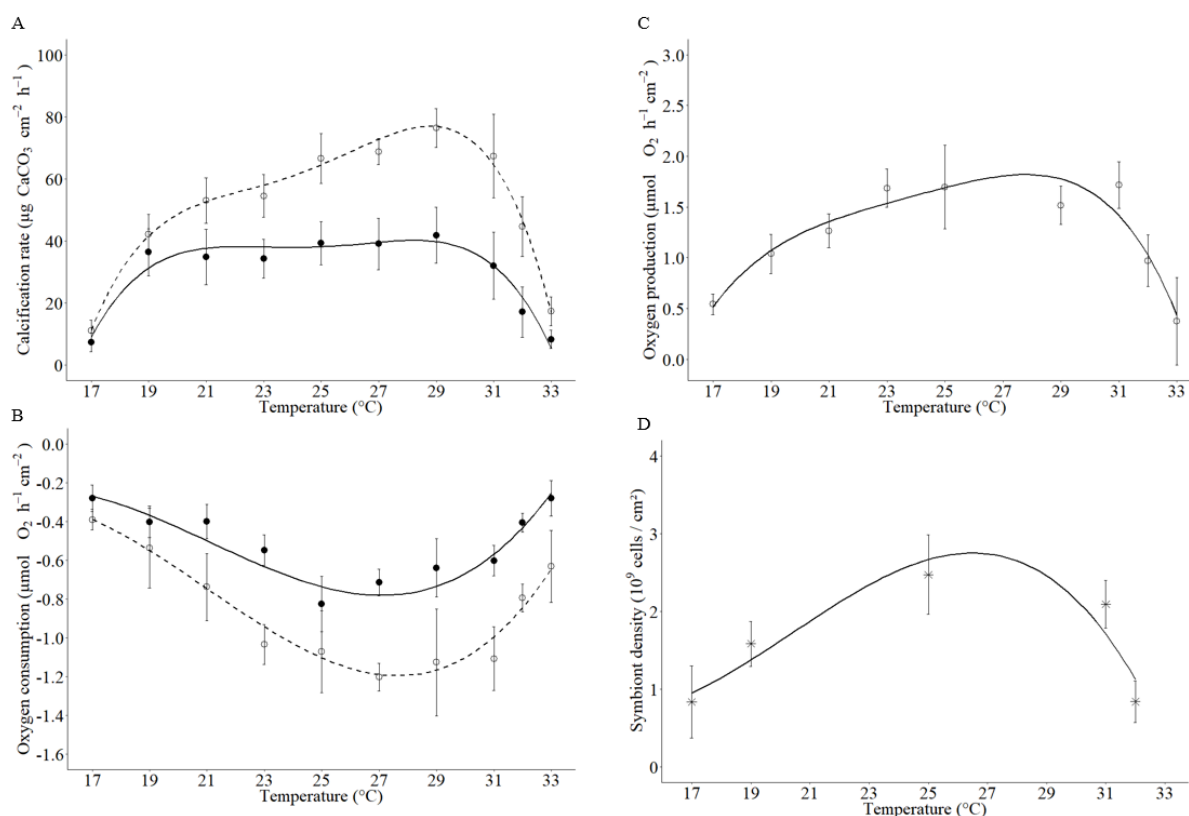 A
Calcification rate (µg CaCO₃ cm⁻² h⁻¹)
100
80
60
40
20
0
17 19 21 23 25 27 29 31 33
Temperature (°C)
B
Oxygen consumption (µmol O₂ h⁻¹ cm⁻²)
0.0
-0.2
-0.4
-0.6
-0.8
-1.0
-1.2
-1.4
-1.6
17 19 21 23 25 27 29 31 33
Temperature (°C)
C
Oxygen production (µmol O₂ h⁻¹ cm⁻²)
3.0
2.5
2.0
1.5
1.0
0.5
0.0
17 19 21 23 25 27 29 31 33
Temperature (°C)
D
Symbiont density (10⁹ cells / cm²)
4
3
2
1
0
17 19 21 23 25 27 29 31 33
Temperature (°C)